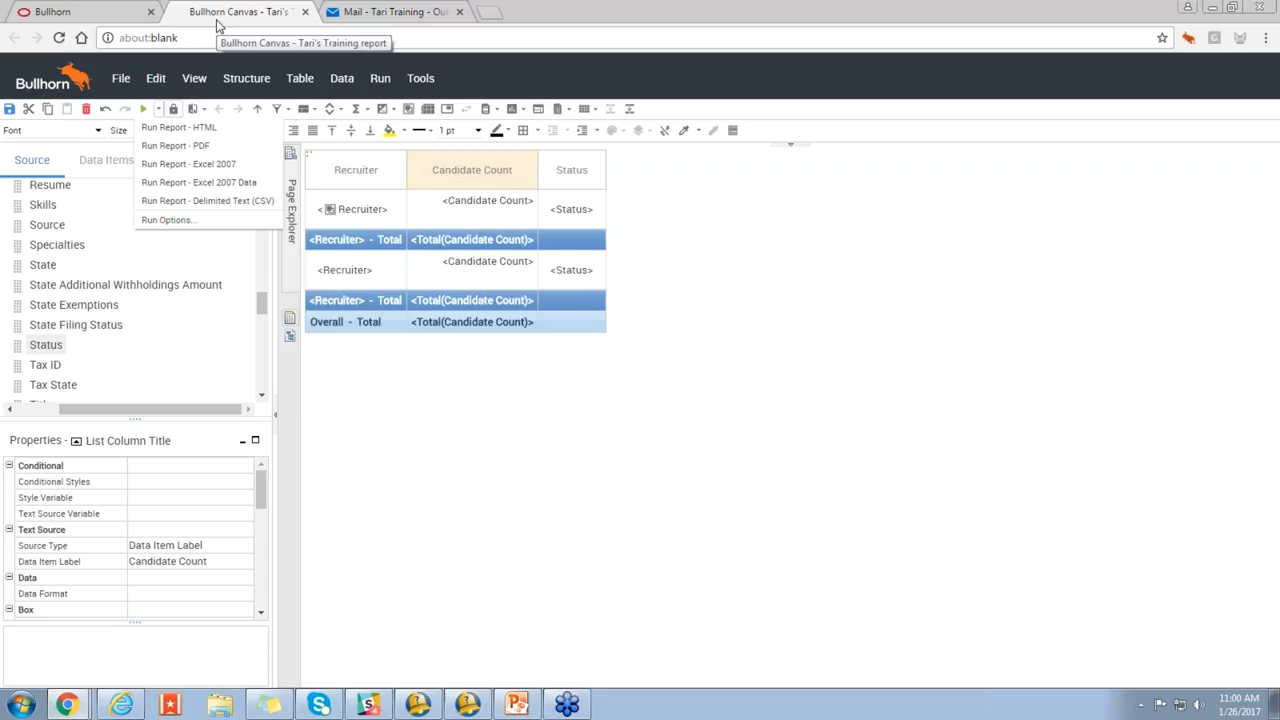 Bullhorn
Bullhorn Canvas - Tari's T
Mail - Tari Training - Out
about:blank
Bullhorn Canvas - Tari's Training report
Bullhorn
File
Edit
View
Structure
Table
Data
Run
Tools
Font
Size
1 pt
Run Report - HTML
Run Report - PDF
Run Report - Excel 2007
Run Report - Excel 2007 Data
Run Report - Delimited Text (CSV)
Run Options...
Source
Data Items
Resume
Skills
Source
Specialties
State
State Additional Withholdings Amount
State Exemptions
State Filing Status
Status
Tax ID
Tax State
Page Explorer
Recruiter
Candidate Count
Status
<Recruiter>
<Candidate Count>
<Status>
<Recruiter> - Total
<Total(Candidate Count)>
<Recruiter>
<Candidate Count>
<Status>
<Recruiter> - Total
<Total(Candidate Count)>
Overall - Total
<Total(Candidate Count)>
Properties - List Column Title
Conditional
Conditional Styles
Style Variable
Text Source Variable
Text Source
Source Type
Data Item Label
Data Item Label
Candidate Count
Data
Data Format
Box
11:00 AM
1/26/2017